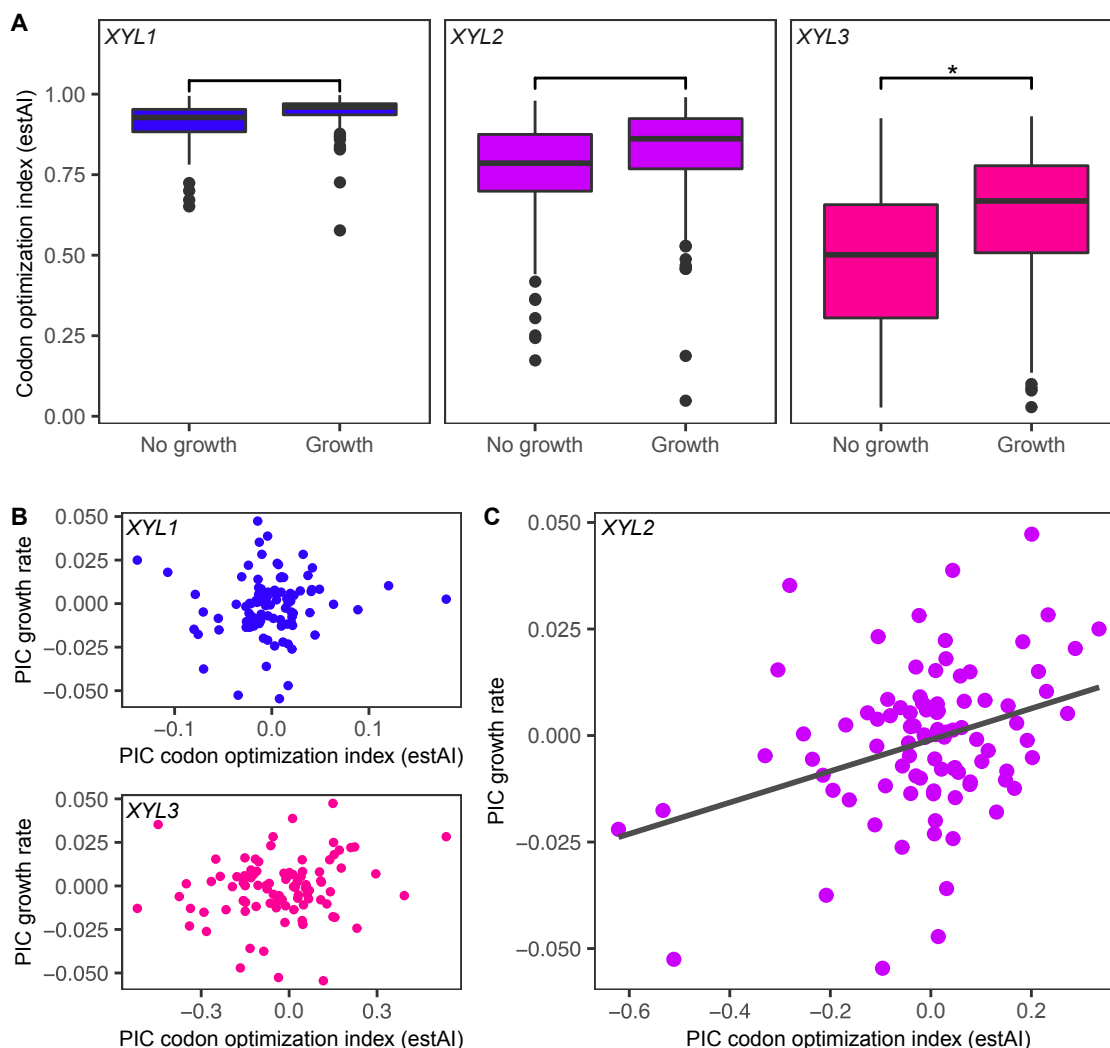 A
XYL1
XYL2
XYL3
*
Codon optimization index (estAI)
1.00
0.75
0.50
0.25
0.00
No growth
Growth
No growth
Growth
No growth
Growth
B
XYL1
PIC growth rate
0.050
0.025
0.000
−0.025
−0.050
−0.1
0.0
0.1
PIC codon optimization index (estAI)
XYL3
PIC growth rate
0.050
0.025
0.000
−0.025
−0.050
−0.3
0.0
0.3
PIC codon optimization index (estAI)
C
XYL2
PIC growth rate
0.050
0.025
0.000
−0.025
−0.050
−0.6
−0.4
−0.2
0.0
0.2
PIC codon optimization index (estAI)